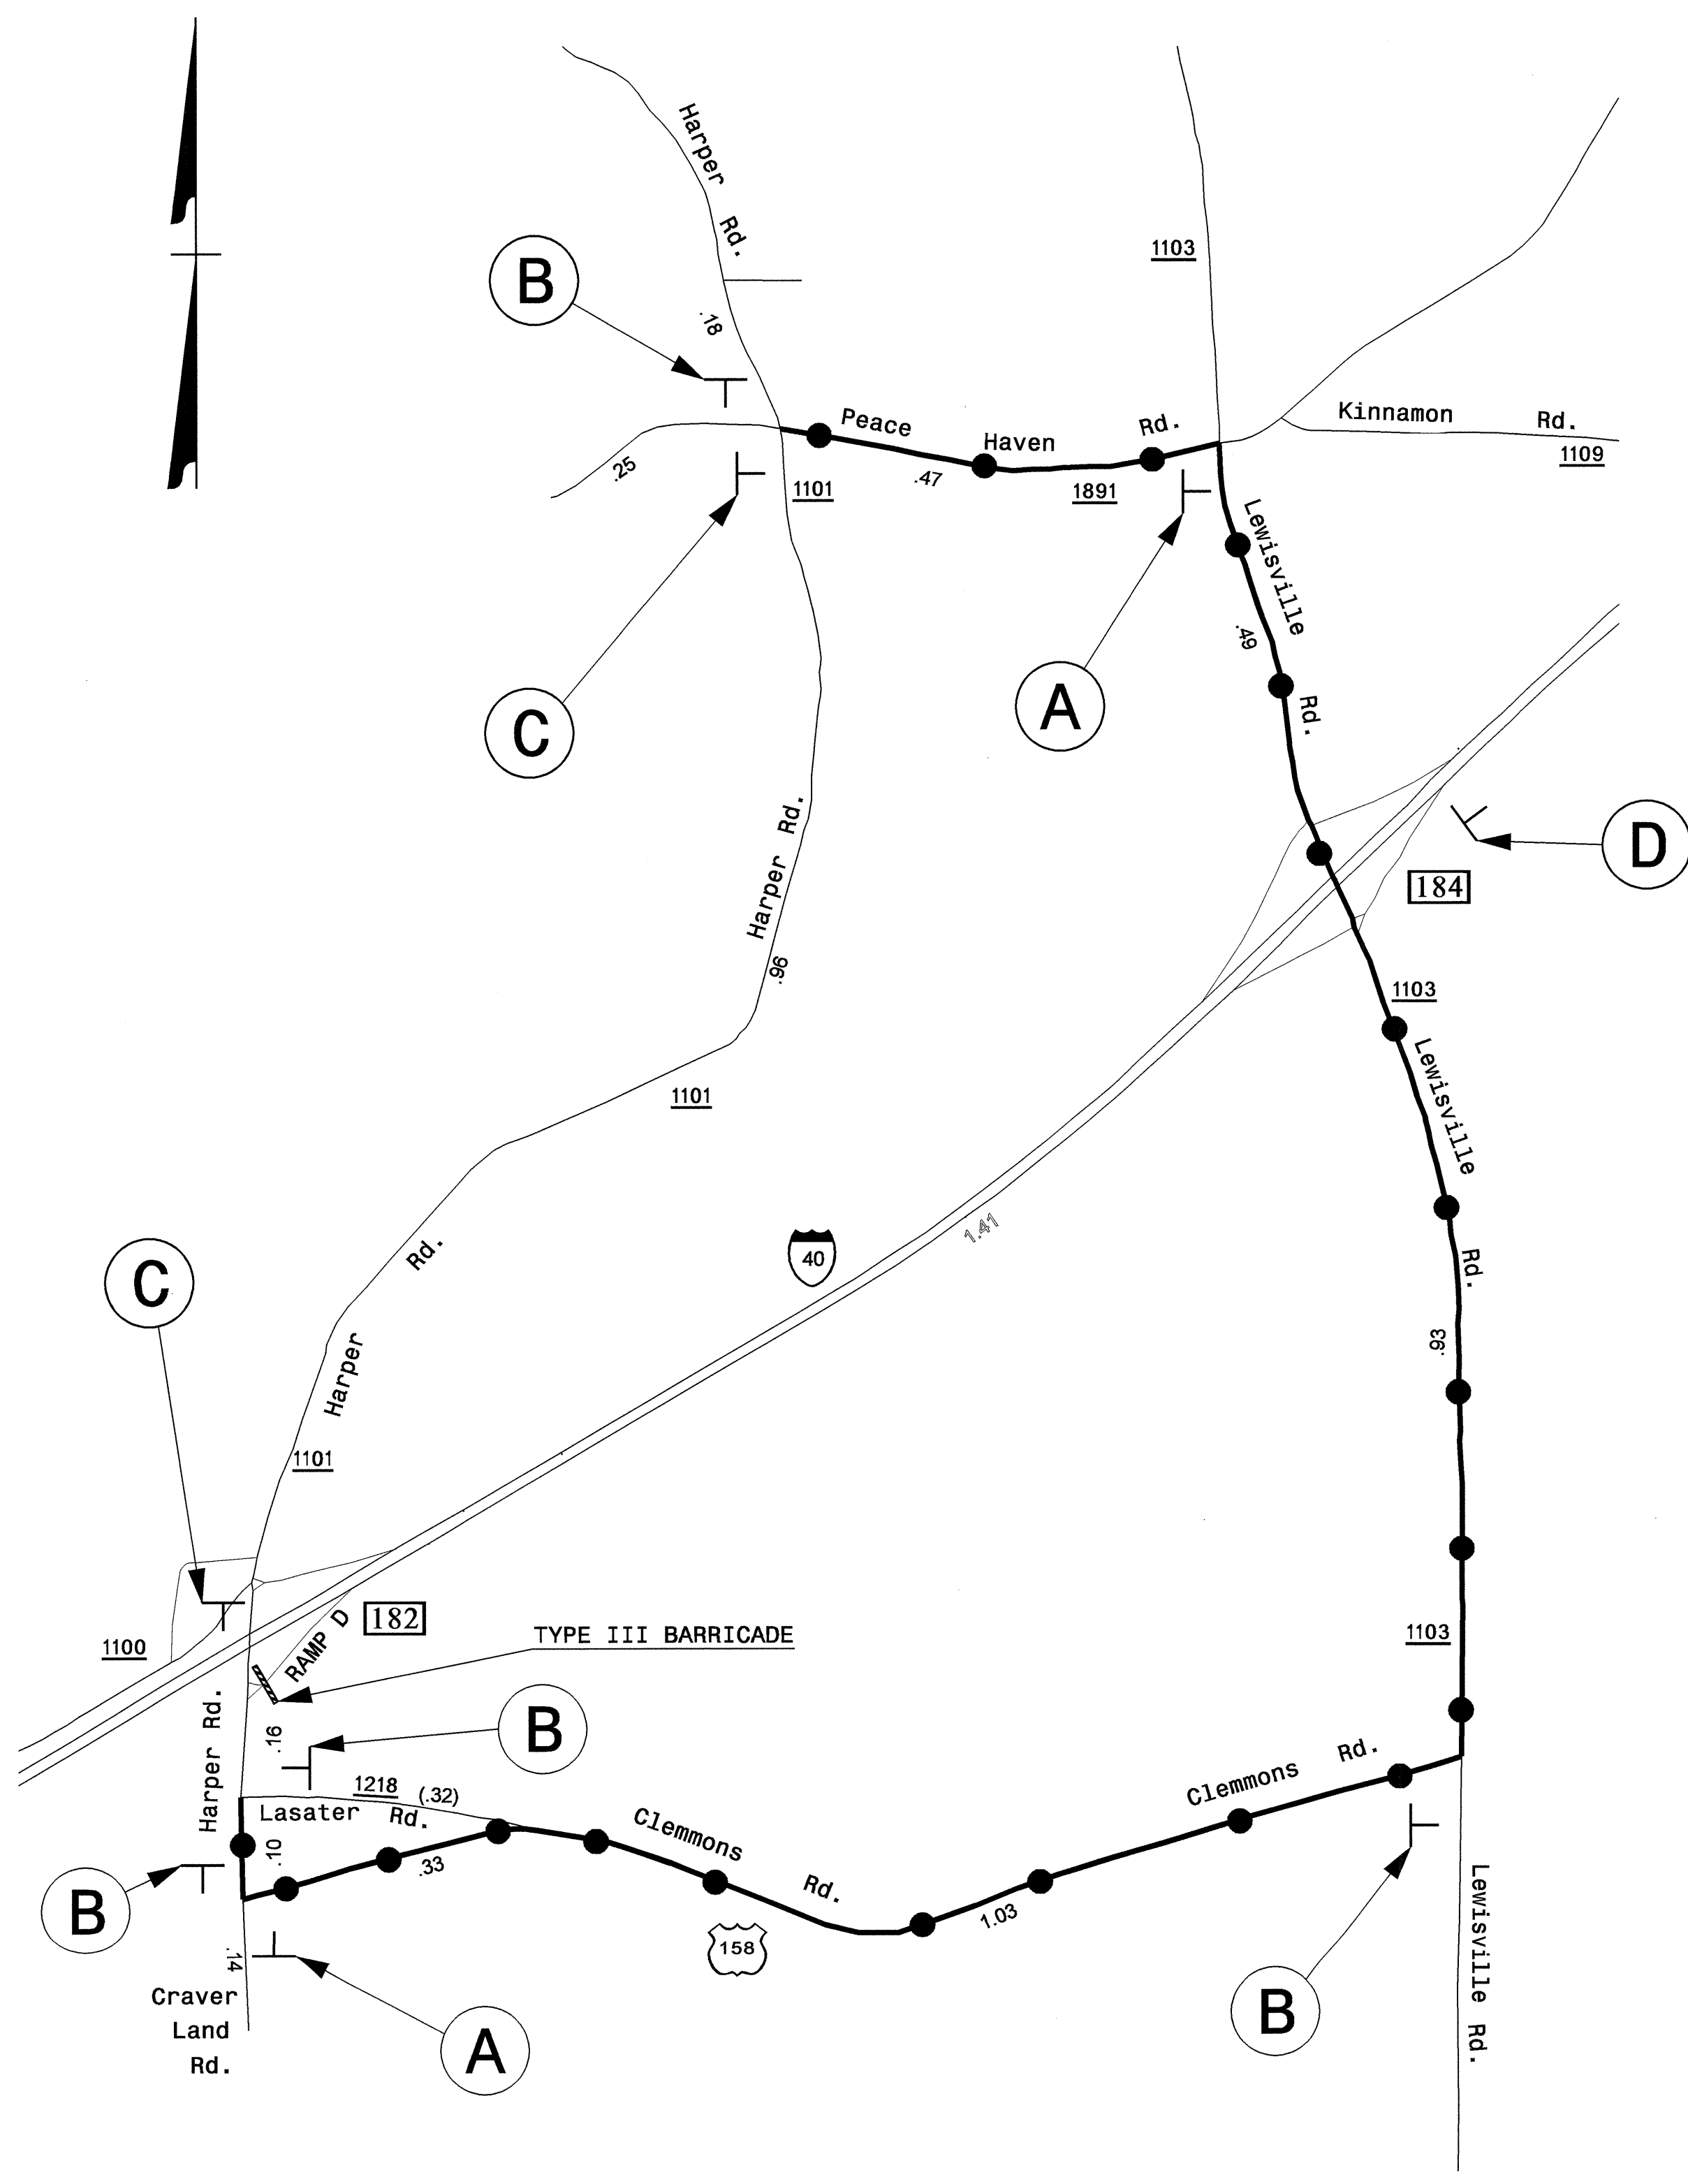 Harper Rd.
1103
B
.18
Peace Haven Rd.
Kinnamon Rd.
1109
.25
.47
1101
1891
Lewisville Rd.
.49
C
A
D
184
Harper Rd.
.96
1103
1101
Lewisville Rd.
1.41
40
Harper Rd.
C
.93
1101
182
RAMP D
TYPE III BARRICADE
1100
1103
Harper Rd.
.16
B
1218 (.32)
Lasater Rd.
Clemmons Rd.
Clemmons Rd.
.10
.33
B
1.03
158
.14
Craver
Land
Rd.
A
B
Lewisville Rd.